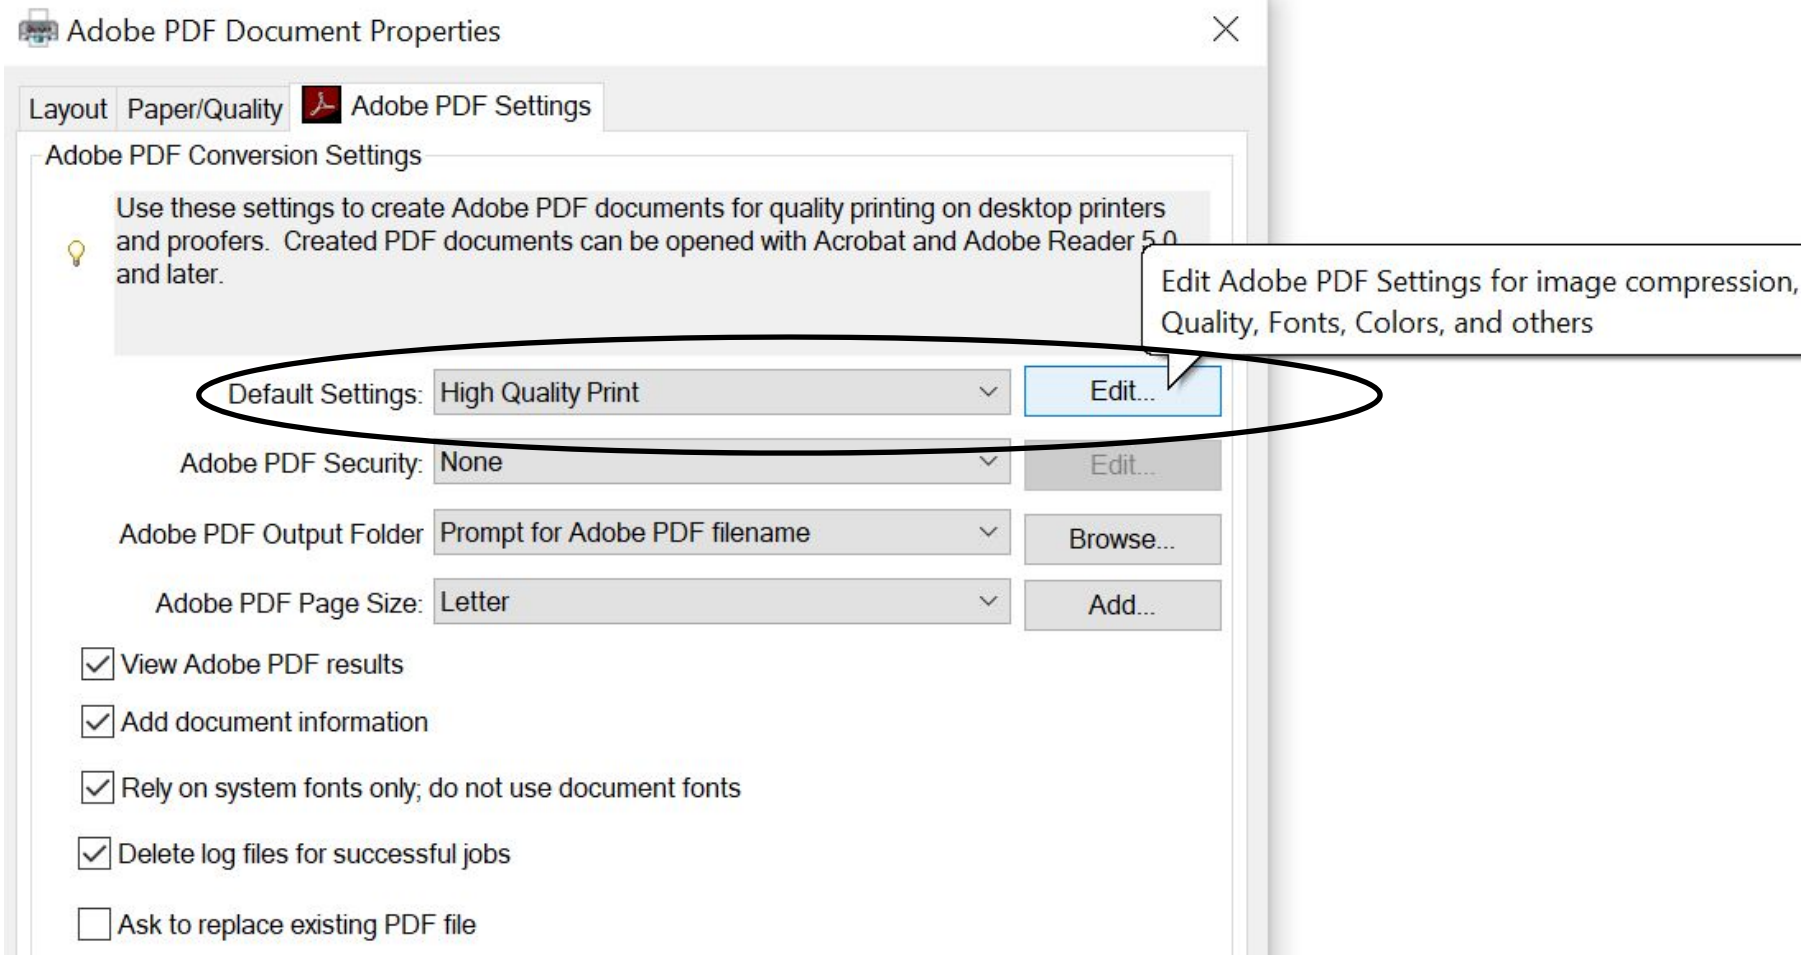 Adobe PDF Document Properties
Layout Paper/Quality Adobe PDF Settings
Adobe PDF Conversion Settings
Use these settings to create Adobe PDF documents for quality printing on desktop printers
and proofers. Created PDF documents can be opened with Acrobat and Adobe Reader 5.0
and later.
Edit Adobe PDF Settings for image compression,
Quality, Fonts, Colors, and others
Default Settings: High Quality Print Edit...
Adobe PDF Security: None Edit...
Adobe PDF Output Folder Prompt for Adobe PDF filename Browse...
Adobe PDF Page Size: Letter Add...
View Adobe PDF results
Add document information
Rely on system fonts only; do not use document fonts
Delete log files for successful jobs
Ask to replace existing PDF file